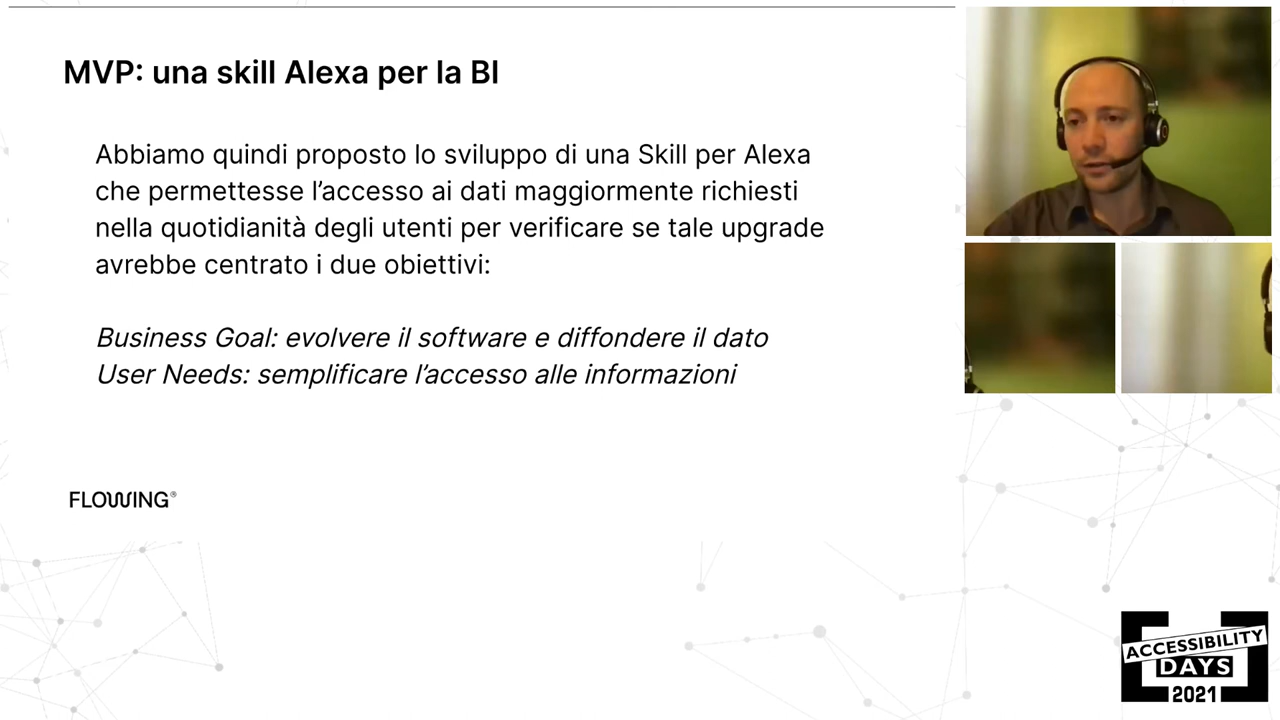 MVP: una skill Alexa per la BI
Abbiamo quindi proposto lo sviluppo di una Skill per Alexa
che permettesse l’accesso ai dati maggiormente richiesti
nella quotidianità degli utenti per verificare se tale upgrade
avrebbe centrato i due obiettivi:
Business Goal: evolvere il software e diffondere il dato
User Needs: semplificare l’accesso alle informazioni
FLOWING®
ACCESSIBILITY
DAYS
2021